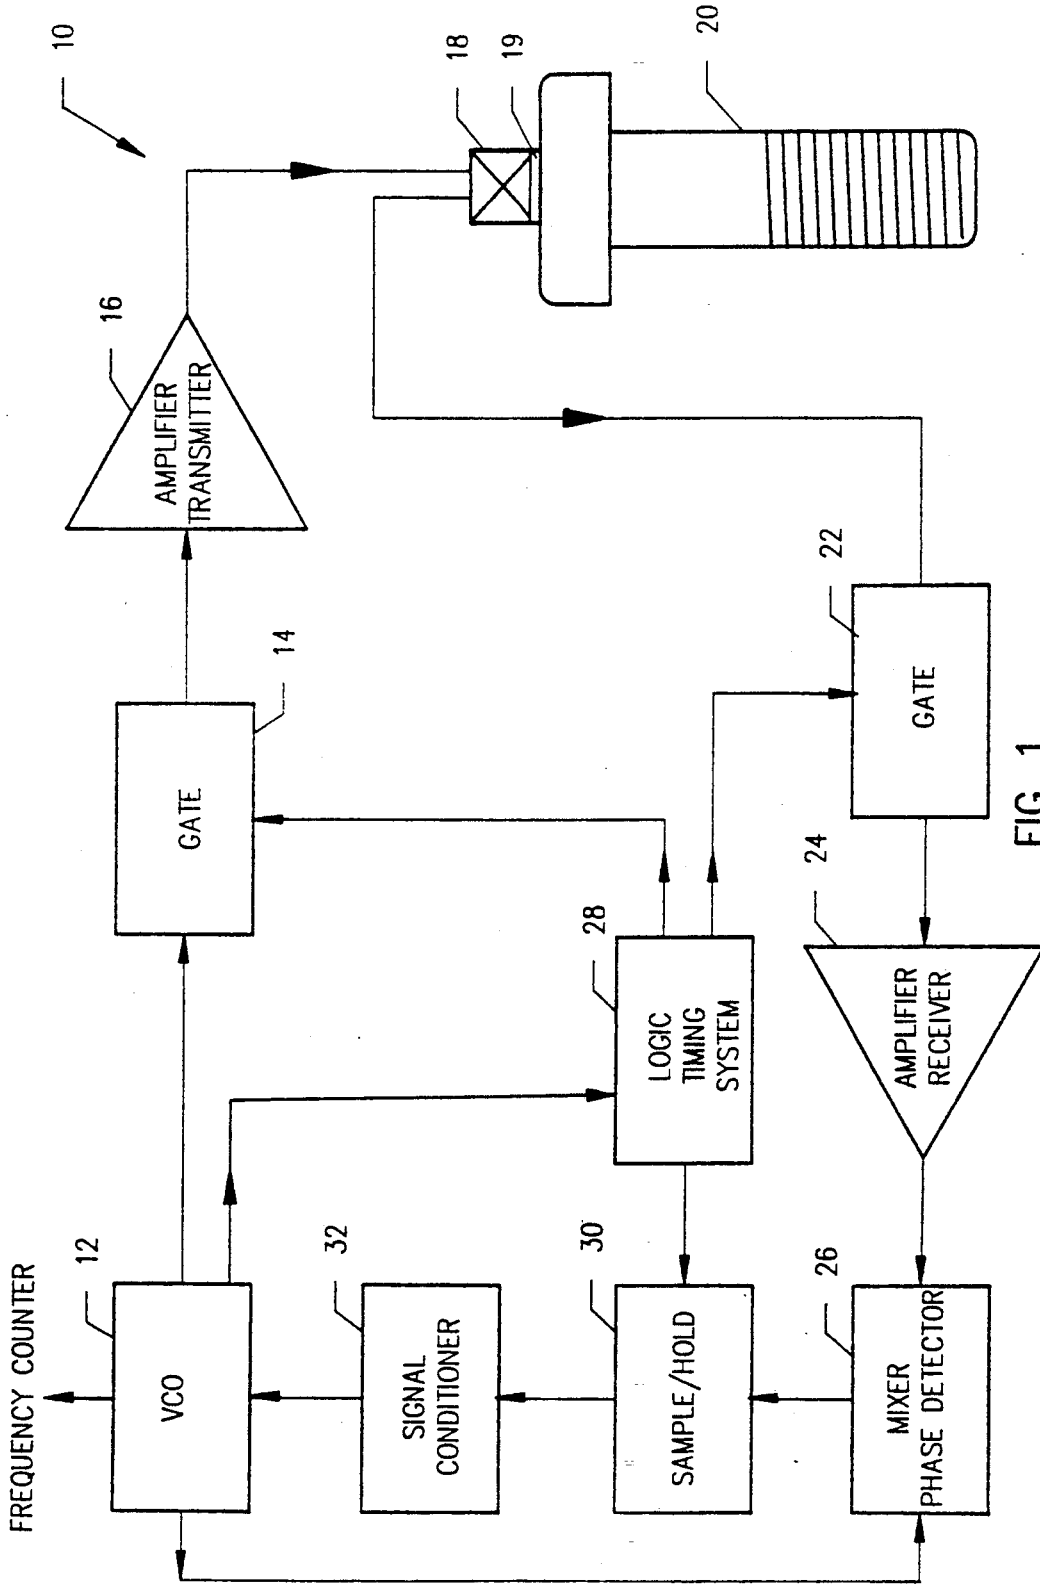 FREQUENCY COUNTER
12
VCO
14
GATE
16
AMPLIFIER
TRANSMITTER
10
18
19
20
32
SIGNAL
CONDITIONER
30
SAMPLE/HOLD
28
LOGIC
TIMING
SYSTEM
26
MIXER
PHASE DETECTOR
24
AMPLIFIER
RECEIVER
22
GATE
FIG. 1